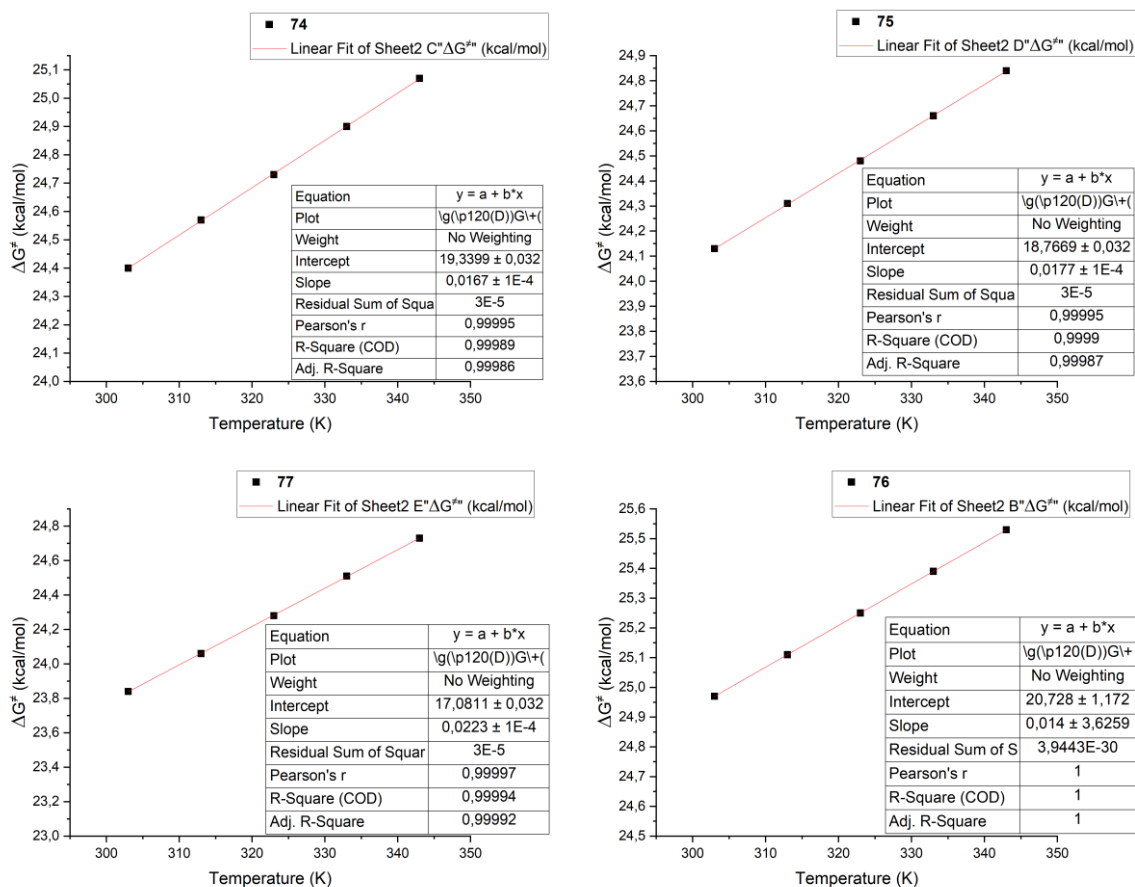 74
Linear Fit of Sheet2 C"ΔG≠" (kcal/mol)
25,1
25,0
24,9
24,8
24,7
24,6
24,5
24,4
24,3
24,2
24,1
24,0
ΔG≠ (kcal/mol)
Equation y = a + b*x
Plot \g(\p120(D))G\+(
Weight No Weighting
Intercept 19,3399 ± 0,032
Slope 0,0167 ± 1E-4
Residual Sum of Squa 3E-5
Pearson's r 0,99995
R-Square (COD) 0,99989
Adj. R-Square 0,99986
300 310 320 330 340 350
Temperature (K)
75
Linear Fit of Sheet2 D"ΔG≠" (kcal/mol)
24,9
24,8
24,7
24,6
24,5
24,4
24,3
24,2
24,1
24,0
23,9
23,8
23,7
23,6
ΔG≠ (kcal/mol)
Equation y = a + b*x
Plot \g(\p120(D))G\+(
Weight No Weighting
Intercept 18,7669 ± 0,032
Slope 0,0177 ± 1E-4
Residual Sum of Squa 3E-5
Pearson's r 0,99995
R-Square (COD) 0,9999
Adj. R-Square 0,99987
300 310 320 330 340 350
Temperature (K)
77
Linear Fit of Sheet2 E"ΔG≠" (kcal/mol)
24,8
24,6
24,4
24,2
24,0
23,8
23,6
23,4
23,2
23,0
ΔG≠ (kcal/mol)
Equation y = a + b*x
Plot \g(\p120(D))G\+(
Weight No Weighting
Intercept 17,0811 ± 0,032
Slope 0,0223 ± 1E-4
Residual Sum of Squar 3E-5
Pearson's r 0,99997
R-Square (COD) 0,99994
Adj. R-Square 0,99992
300 310 320 330 340 350
Temperature (K)
76
Linear Fit of Sheet2 B"ΔG≠" (kcal/mol)
25,6
25,5
25,4
25,3
25,2
25,1
25,0
24,9
24,8
24,7
24,6
24,5
ΔG≠ (kcal/mol)
Equation y = a + b*x
Plot \g(\p120(D))G\+
Weight No Weighting
Intercept 20,728 ± 1,172
Slope 0,014 ± 3,6259
Residual Sum of S 3,9443E-30
Pearson's r 1
R-Square (COD) 1
Adj. R-Square 1
300 310 320 330 340 350
Temperature (K)